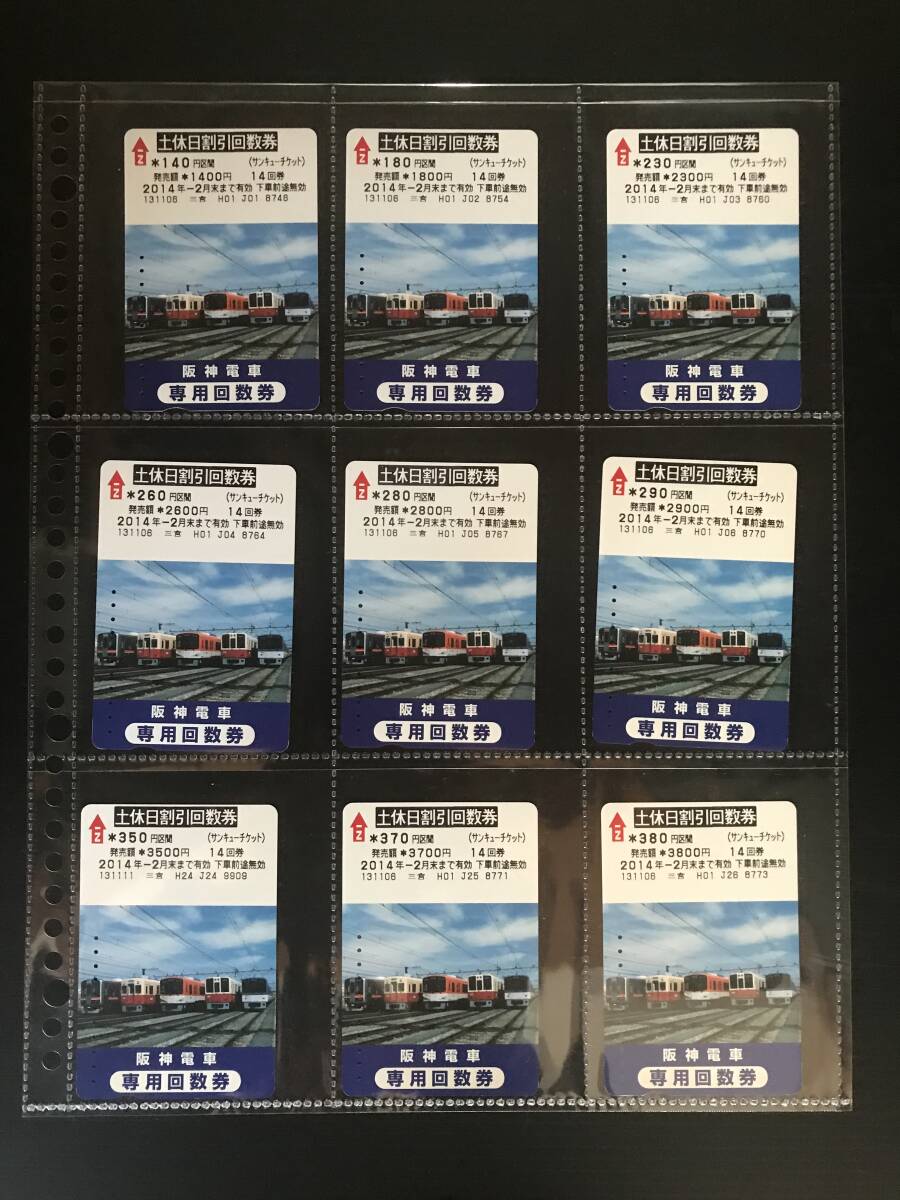 土休日割引回数券
*140円区間 (サンキューチケット)
発売額 *1400円 14回券
2014年-2月末まで有効 下車前途無効
131106 三倉 H01 J01 8748
阪神電車
専用回数券
土休日割引回数券
*180円区間 (サンキューチケット)
発売額 *1800円 14回券
2014年-2月末まで有効 下車前途無効
131106 三倉 H01 J02 8754
阪神電車
専用回数券
土休日割引回数券
*230円区間 (サンキューチケット)
発売額 *2300円 14回券
2014年-2月末まで有効 下車前途無効
131106 三倉 H01 J03 8760
阪神電車
専用回数券
土休日割引回数券
*260円区間 (サンキューチケット)
発売額 *2600円 14回券
2014年-2月末まで有効 下車前途無効
131106 三倉 H01 J04 8764
阪神電車
専用回数券
土休日割引回数券
*280円区間 (サンキューチケット)
発売額 *2800円 14回券
2014年-2月末まで有効 下車前途無効
131106 三倉 H01 J05 8767
阪神電車
専用回数券
土休日割引回数券
*290円区間 (サンキューチケット)
発売額 *2900円 14回券
2014年-2月末まで有効 下車前途無効
131106 三倉 H01 J06 8770
阪神電車
専用回数券
土休日割引回数券
*350円区間 (サンキューチケット)
発売額 *3500円 14回券
2014年-2月末まで有効 下車前途無効
131111 三倉 H24 J24 9909
阪神電車
専用回数券
土休日割引回数券
*370円区間 (サンキューチケット)
発売額 *3700円 14回券
2014年-2月末まで有効 下車前途無効
131106 三倉 H01 J25 8771
阪神電車
専用回数券
土休日割引回数券
*380円区間 (サンキューチケット)
発売額 *3800円 14回券
2014年-2月末まで有効 下車前途無効
131106 三倉 H01 J26 8773
阪神電車
専用回数券